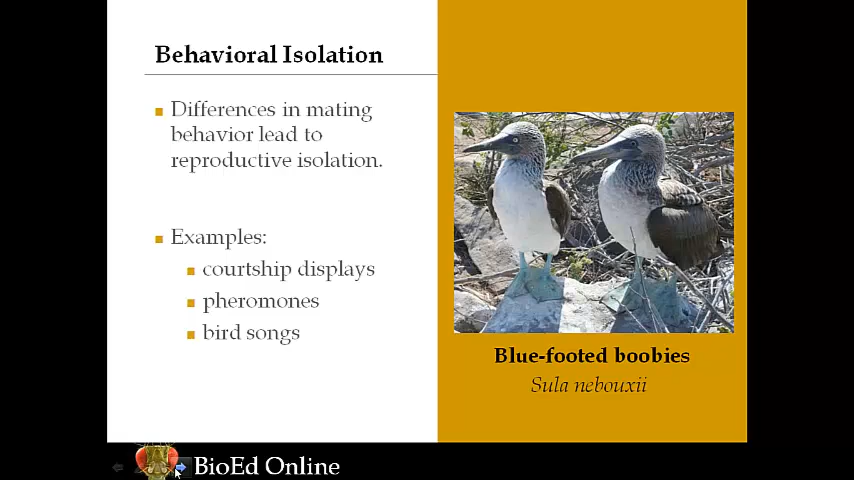 Behavioral Isolation
Differences in mating
behavior lead to
reproductive isolation.
Examples:
courtship displays
pheromones
bird songs
Blue-footed boobies
Sula nebouxii
BioEd Online